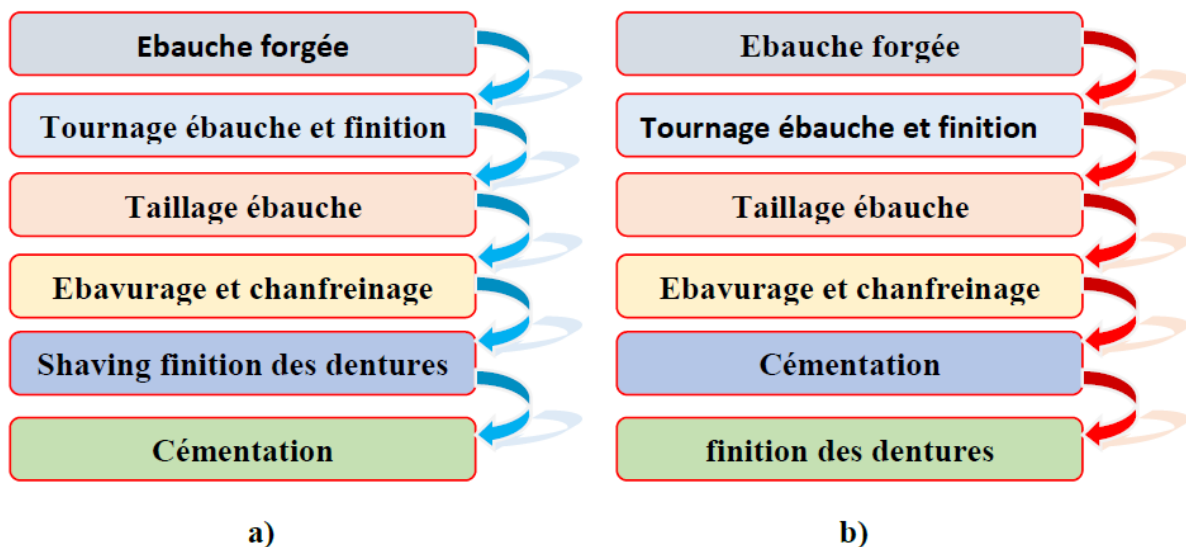 Ebauche forgée
Tournage ébauche et finition
Taillage ébauche
Ebavurage et chanfreinage
Shaving finition des dentures
Cémentation
a)
Ebauche forgée
Tournage ébauche et finition
Taillage ébauche
Ebavurage et chanfreinage
Cémentation
finition des dentures
b)